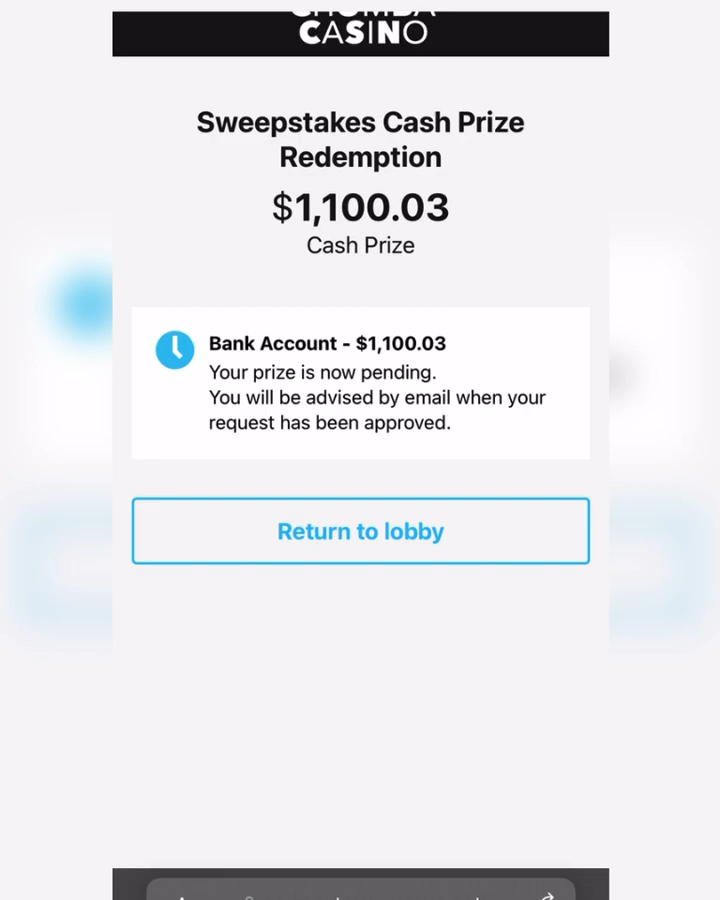 CASINO
Sweepstakes Cash Prize
Redemption
$1,100.03
Cash Prize
Bank Account - $1,100.03
Your prize is now pending.
You will be advised by email when your
request has been approved.
Return to lobby